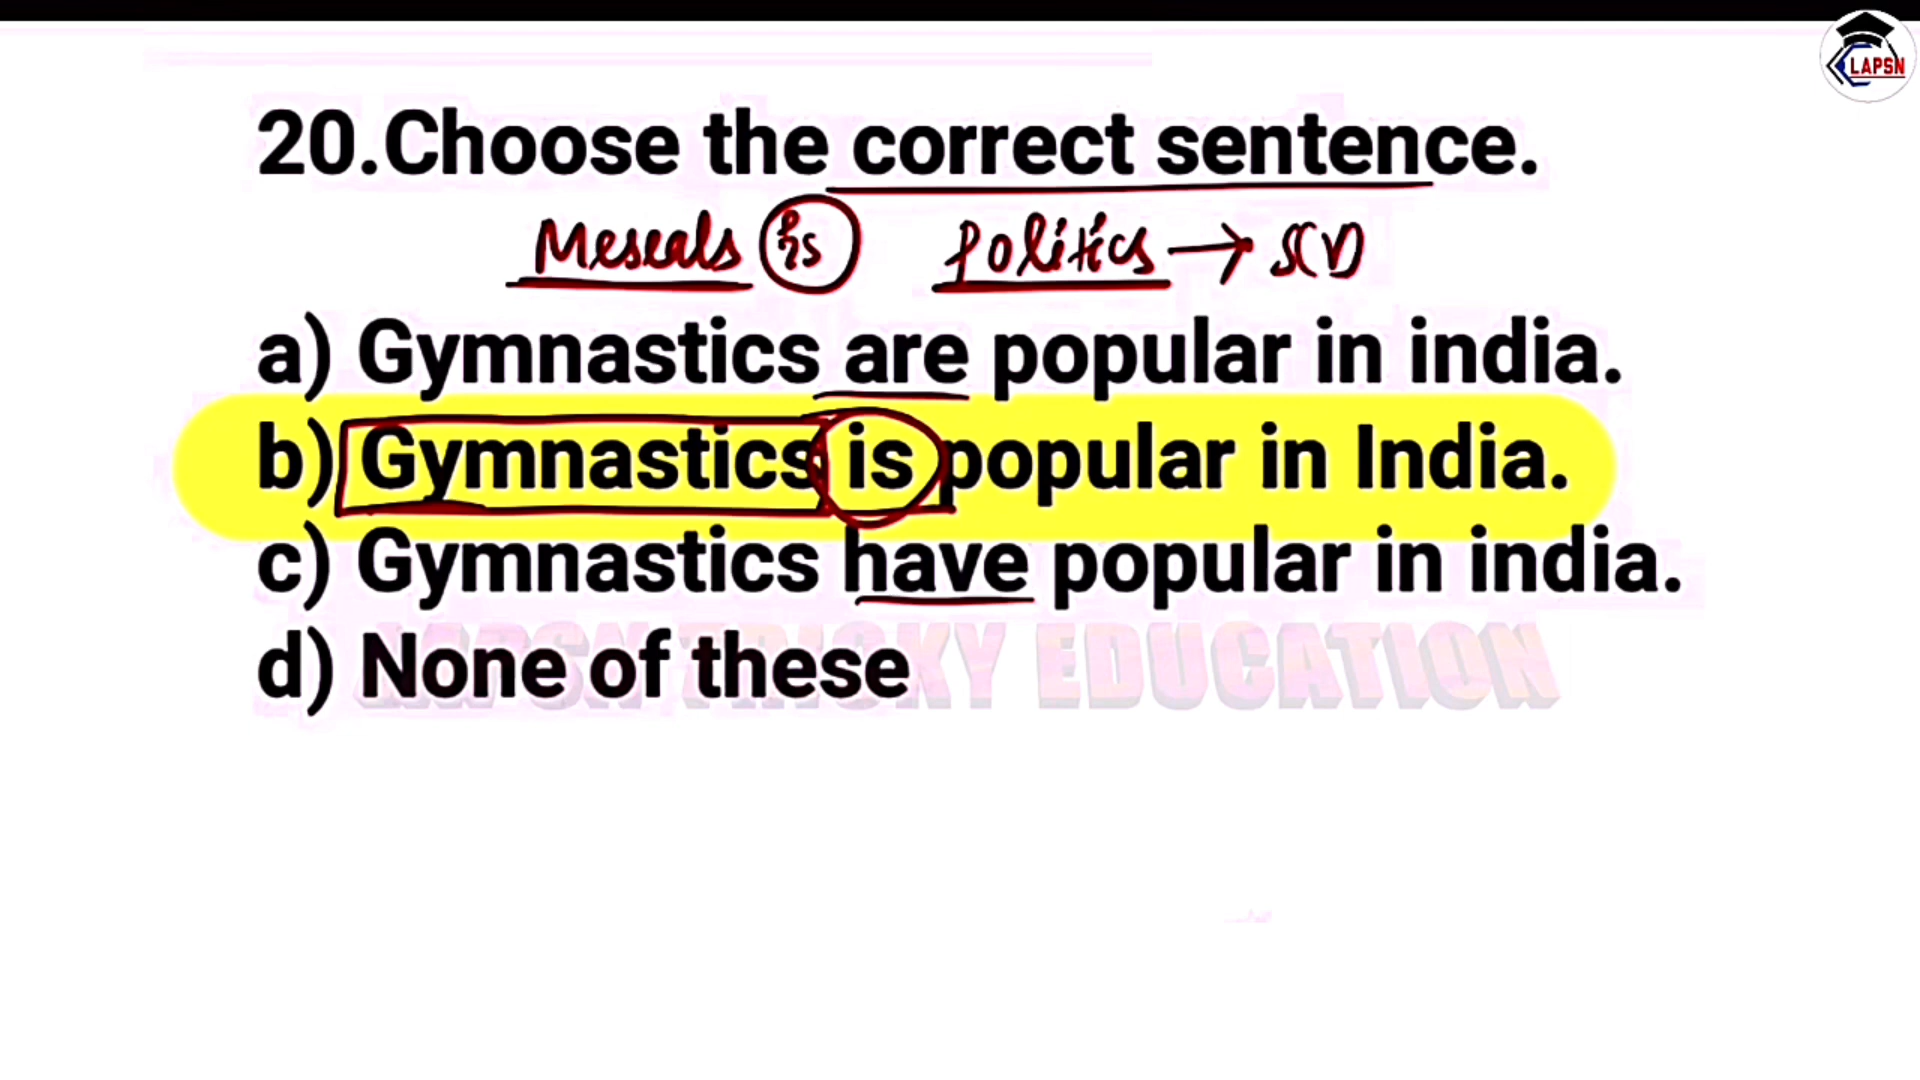 LAPSN
20.Choose the correct sentence.
Meseals is politics → S(V)
a) Gymnastics are popular in india.
b) Gymnastics is popular in India.
c) Gymnastics have popular in india.
d) None of these
LAPSN TRICKY EDUCATION